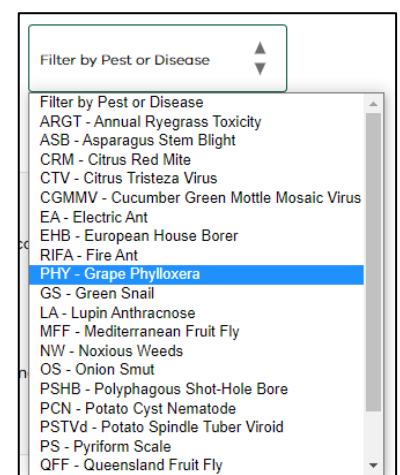 Filter by Pest or Disease
Filter by Pest or Disease
ARGT - Annual Ryegrass Toxicity
ASB - Asparagus Stem Blight
CRM - Citrus Red Mite
CTV - Citrus Tristeza Virus
CGMMV - Cucumber Green Mottle Mosaic Virus
EA - Electric Ant
EHB - European House Borer
RIFA - Fire Ant
PHY - Grape Phylloxera
GS - Green Snail
LA - Lupin Anthracnose
MFF - Mediterranean Fruit Fly
NW - Noxious Weeds
OS - Onion Smut
PSHB - Polyphagous Shot-Hole Bore
PCN - Potato Cyst Nematode
PSTVd - Potato Spindle Tuber Viroid
PS - Pyriform Scale
QFF - Queensland Fruit Fly